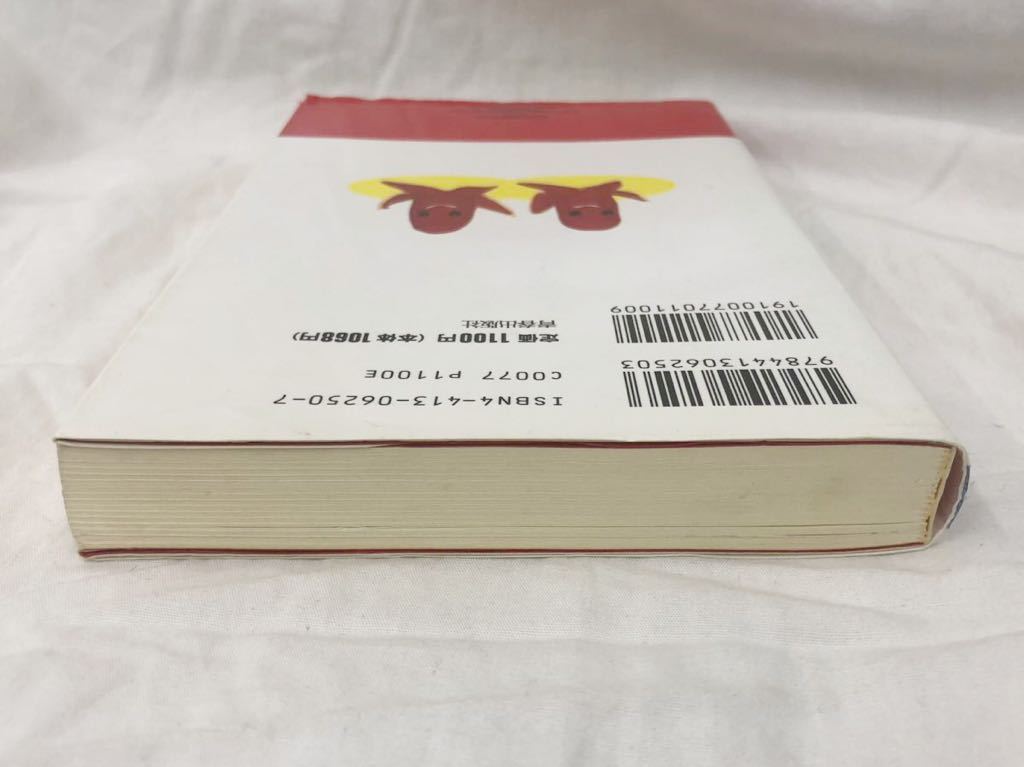 9784413062503
1910077011009
ISBN4-413-06250-7
C0077 P1100E
定価 1100円 (本体 1068円)
青春出版社